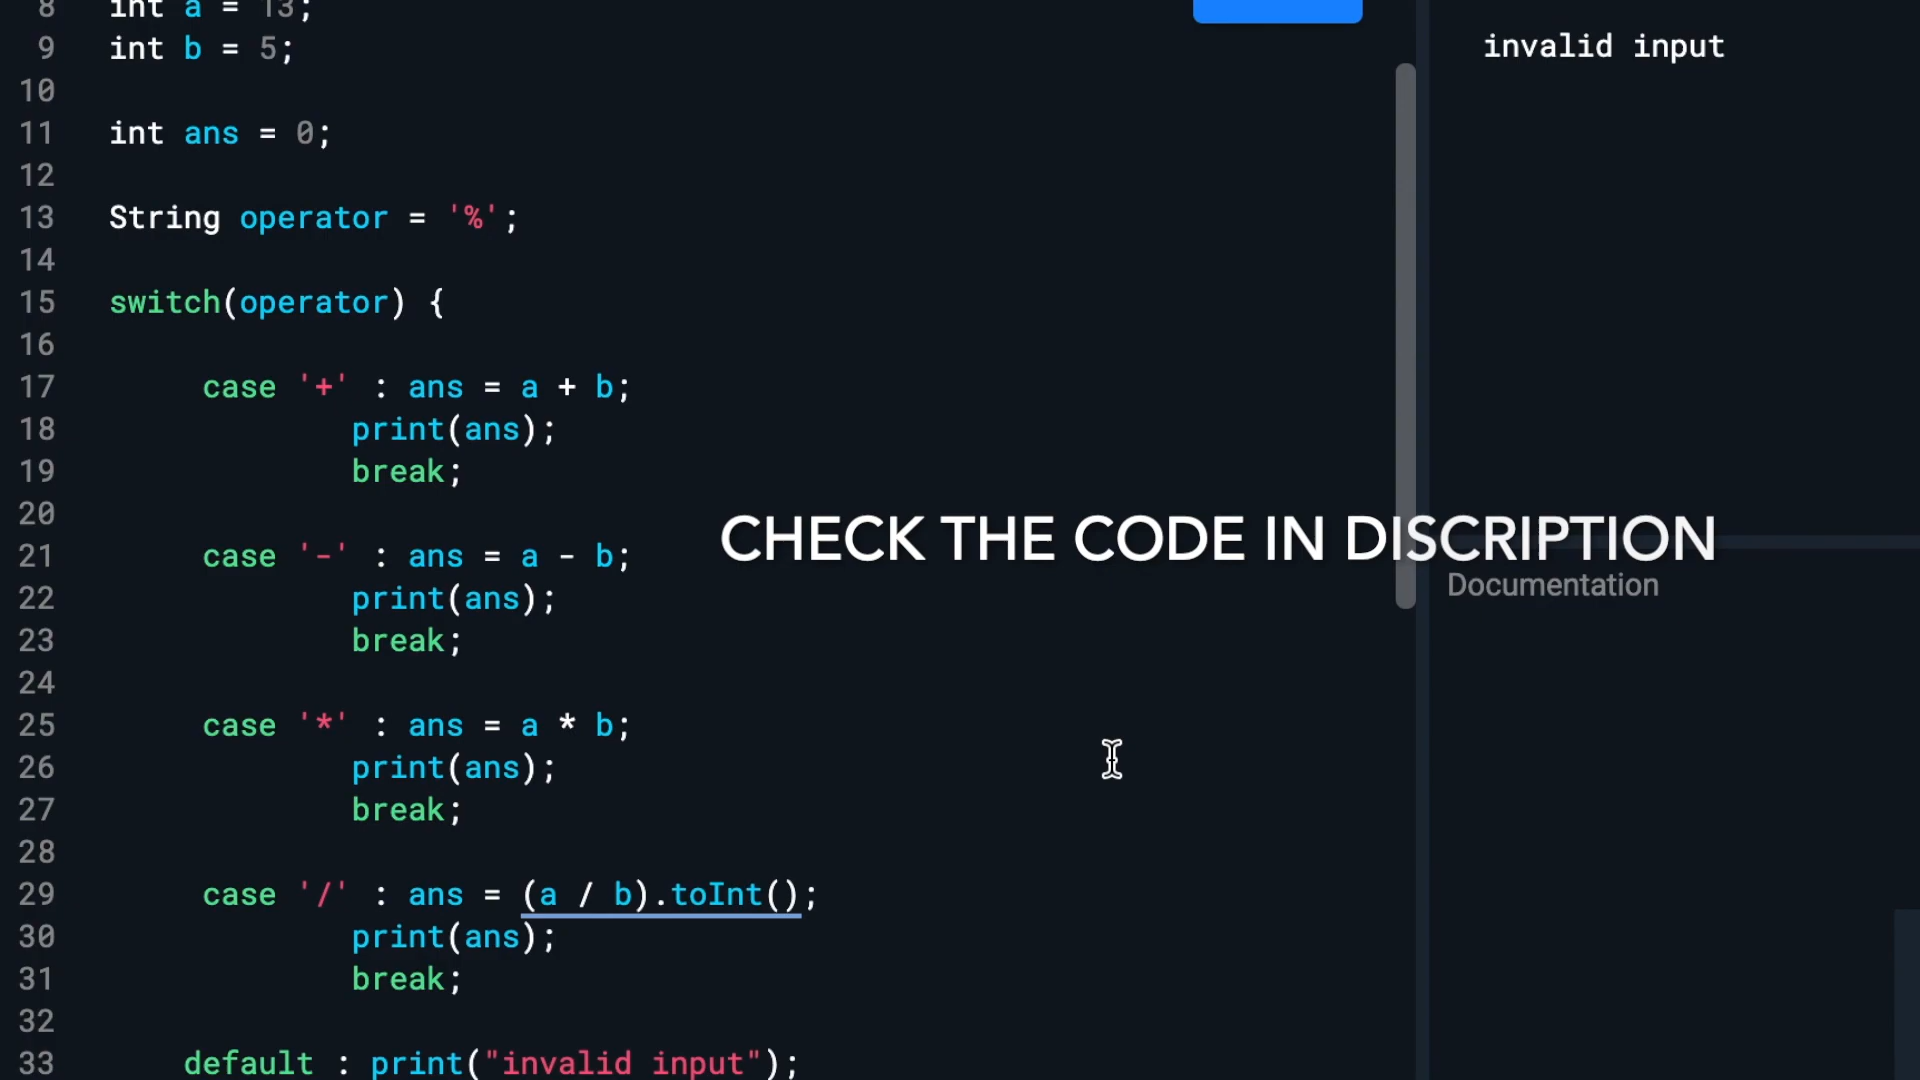 8 int a = 13;
9 int b = 5;
10
11 int ans = 0;
12
13 String operator = '%';
14
15 switch(operator) {
16
17 case '+' : ans = a + b;
18 print(ans);
19 break;
20
21 case '-' : ans = a - b;
22 print(ans);
23 break;
24
25 case '*' : ans = a * b;
26 print(ans);
27 break;
28
29 case '/' : ans = (a / b).toInt();
30 print(ans);
31 break;
32
33 default : print("invalid input");
invalid input
CHECK THE CODE IN DISCRIPTION
Documentation